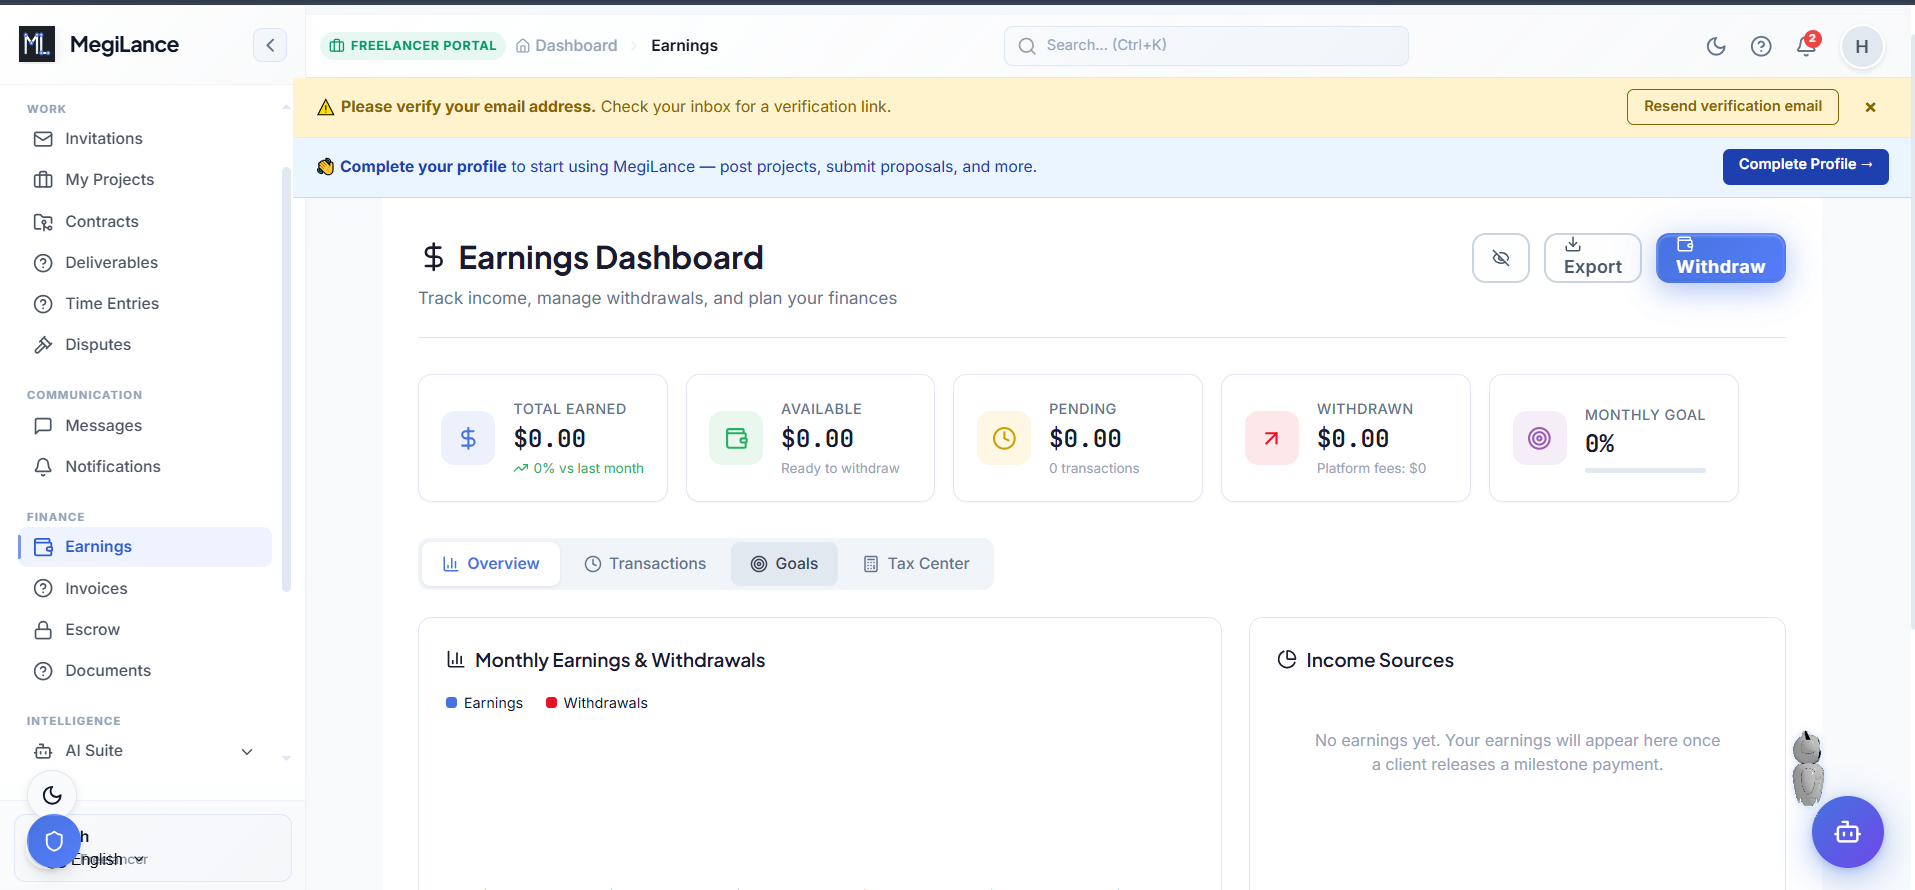 ML MegiLance
FREELANCER PORTAL Dashboard Earnings
Search... (Ctrl+K)
2
H
WORK
Invitations
My Projects
Contracts
Deliverables
Time Entries
Disputes
COMMUNICATION
Messages
Notifications
FINANCE
Earnings
Invoices
Escrow
Documents
INTELLIGENCE
AI Suite
h
English
Please verify your email address. Check your inbox for a verification link.
Resend verification email ×
Complete your profile to start using MegiLance — post projects, submit proposals, and more.
Complete Profile →
Earnings Dashboard
Track income, manage withdrawals, and plan your finances
Export
Withdraw
TOTAL EARNED
$0.00
0% vs last month
AVAILABLE
$0.00
Ready to withdraw
PENDING
$0.00
0 transactions
WITHDRAWN
$0.00
Platform fees: $0
MONTHLY GOAL
0%
Overview Transactions Goals Tax Center
Monthly Earnings & Withdrawals
Earnings Withdrawals
Income Sources
No earnings yet. Your earnings will appear here once
a client releases a milestone payment.